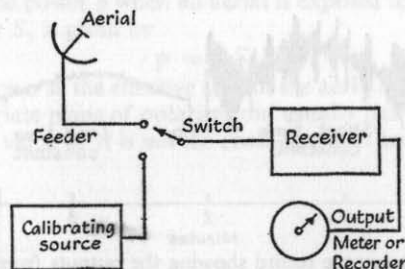 Aerial
Feeder
Switch
Receiver
Calibrating
source
Output
Meter or
Recorder